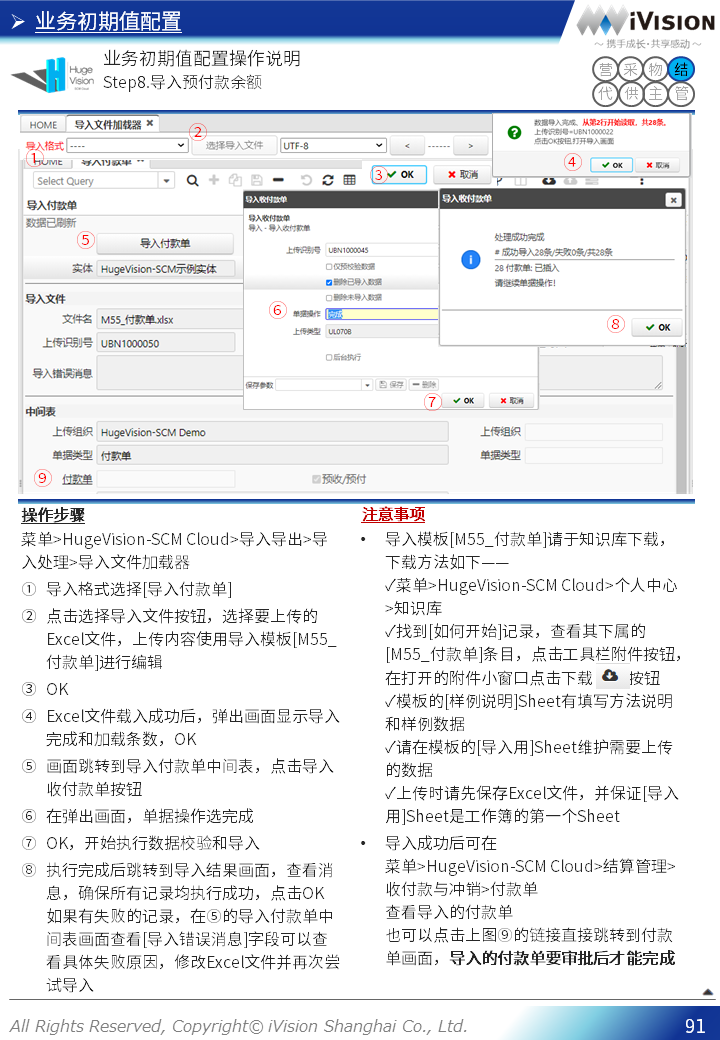 业务初期值配置
iVISION
～ 携手成长·共享感动 ～
Huge
Vision
业务初期值配置操作说明
Step8.导入预付款余额
营 采 物 结
代 供 主 管
HOME 导入文件加载器
导入格式 ---- ② 选择导入文件 UTF-8 < ------ >
①
数据导入完成，从第2行开始读取，共28条。
上传识别号=UBN1000022
点击OK按钮,打开导入画面
④ OK 取消
HOME 导入付款单
Select Query ③ OK 取消
导入付款单
数据已刷新
⑤ 导入付款单
实体 HugeVision-SCM示例实体
导入文件
文件名 M55_付款单.xlsx
上传识别号 UBN1000050
导入错误消息
中间表
上传组织 HugeVision-SCM Demo 上传组织
单据类型 付款单 单据类型
⑨ 付款单 预收/预付
导入收付款单
导入收付款单
导入 - 导入收付款单
上传识别号 UBN1000045
仅预校验数据
删除已导入数据
删除未导入数据
⑥ 单据操作 完成
上传类型 UL0708
后台执行
保存参数 保存 删除
⑦ OK 取消
导入收付款单
处理成功完成
# 成功导入28条/失败0条/共28条
28 付款单: 已插入
请继续单据操作!
⑧ OK
操作步骤
菜单>HugeVision-SCM Cloud>导入导出>导
入处理>导入文件加载器
① 导入格式选择[导入付款单]
② 点击选择导入文件按钮，选择要上传的
Excel文件，上传内容使用导入模板[M55_
付款单]进行编辑
③ OK
④ Excel文件载入成功后，弹出画面显示导入
完成和加载条数，OK
⑤ 画面跳转到导入付款单中间表，点击导入
收付款单按钮
⑥ 在弹出画面，单据操作选完成
⑦ OK，开始执行数据校验和导入
⑧ 执行完成后跳转到导入结果画面，查看消
息，确保所有记录均执行成功，点击OK
如果有失败的记录，在⑤的导入付款单中
间表画面查看[导入错误消息]字段可以查
看具体失败原因，修改Excel文件并再次尝
试导入
注意事项
• 导入模板[M55_付款单]请于知识库下载，
下载方法如下——
✓菜单>HugeVision-SCM Cloud>个人中心
>知识库
✓找到[如何开始]记录，查看其下属的
[M55_付款单]条目，点击工具栏附件按钮，
在打开的附件小窗口点击下载 按钮
✓模板的[样例说明]Sheet有填写方法说明
和样例数据
✓请在模板的[导入用]Sheet维护需要上传
的数据
✓上传时请先保存Excel文件，并保证[导入
用]Sheet是工作簿的第一个Sheet
• 导入成功后可在
菜单>HugeVision-SCM Cloud>结算管理>
收付款与冲销>付款单
查看导入的付款单
也可以点击上图⑨的链接直接跳转到付款
单画面，导入的付款单要审批后才能完成
All Rights Reserved, Copyright© iVision Shanghai Co., Ltd.
91